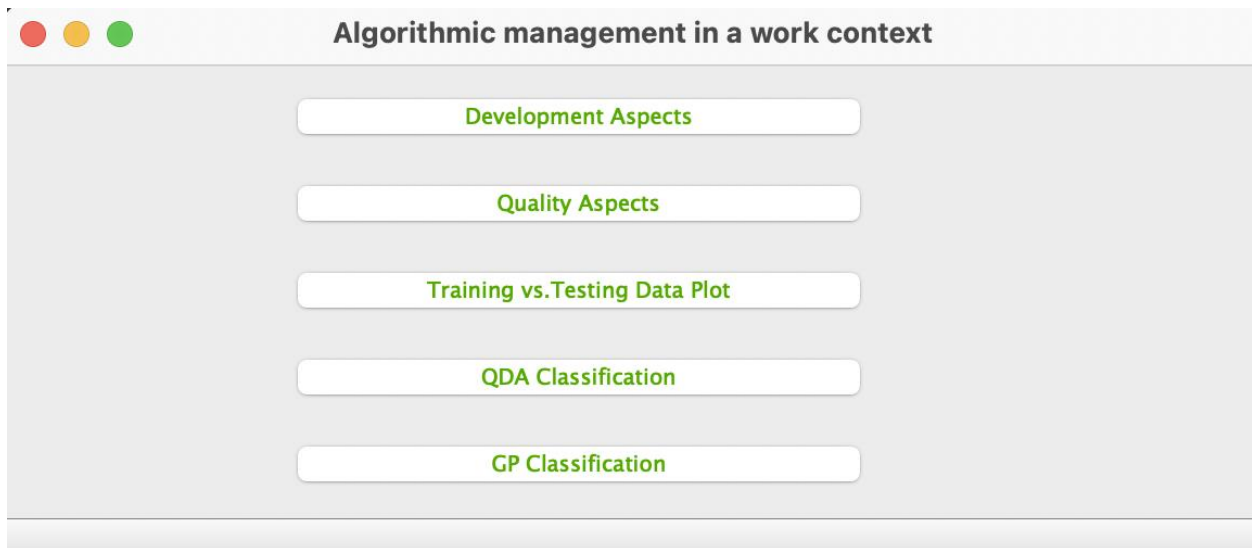 Algorithmic management in a work context
Development Aspects
Quality Aspects
Training vs.Testing Data Plot
QDA Classification
GP Classification